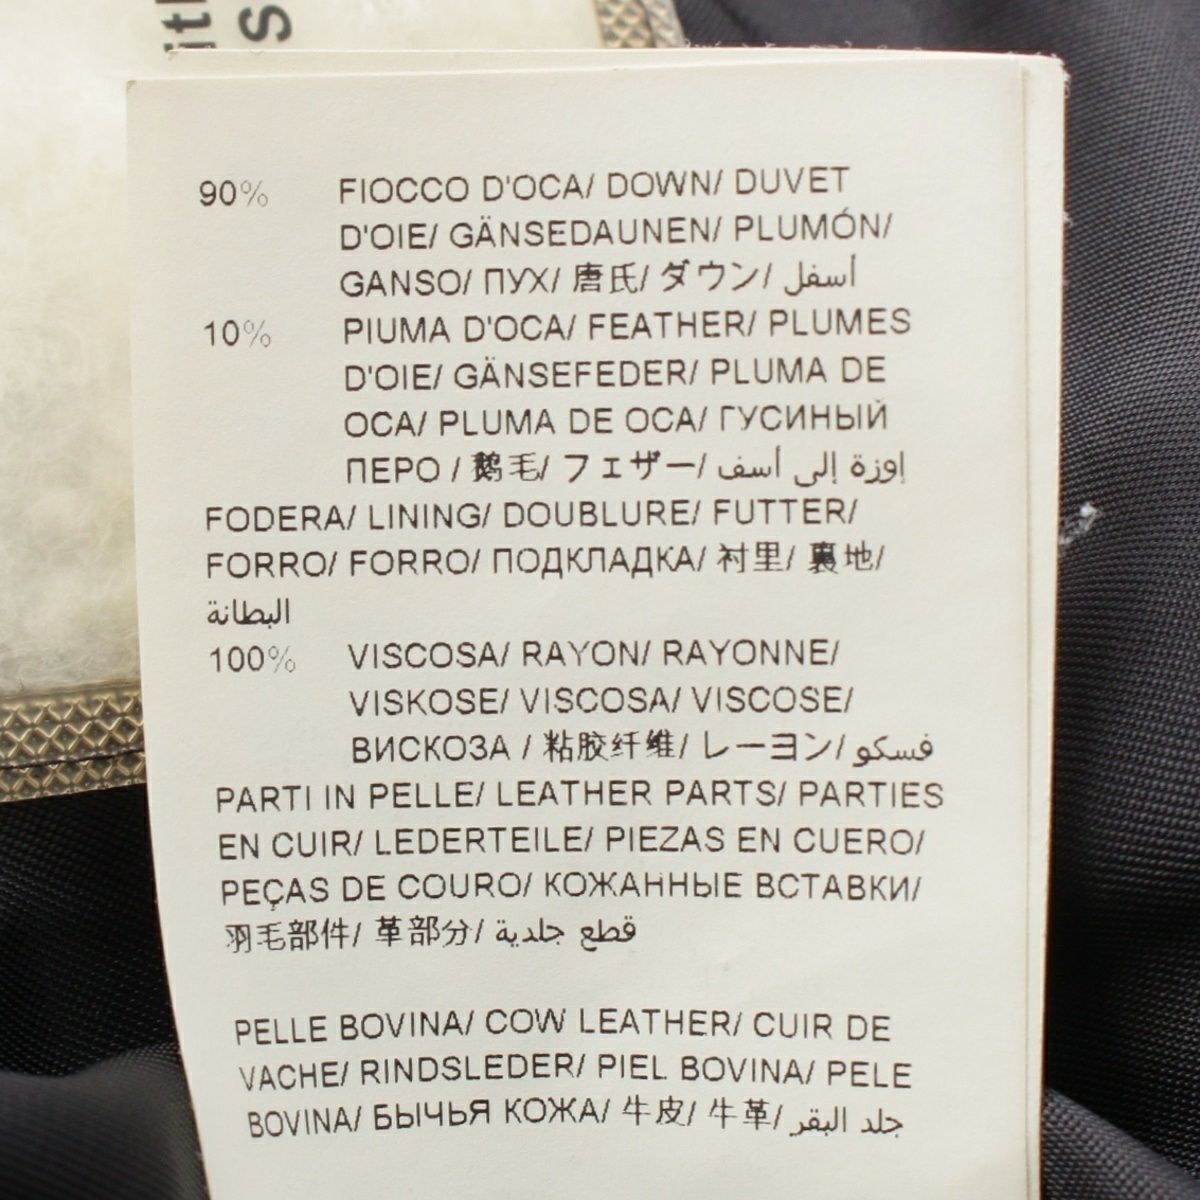 90% FIOCCO D'OCA/ DOWN/ DUVET
D'OIE/ GÄNSEDAUNEN/ PLUMÓN/
GANSO/ ПУХ/ 唐氏/ ダウン/ أسفل
10% PIUMA D'OCA/ FEATHER/ PLUMES
D'OIE/ GÄNSEFEDER/ PLUMA DE
OCA/ PLUMA DE OCA/ ГУСИНЫЙ
ПЕРО / 鹅毛/ フェザー/ إوزة إلى أسف
FODERA/ LINING/ DOUBLURE/ FUTTER/
FORRO/ FORRO/ ПОДКЛАДКА/ 衬里/ 裏地/
البطانة
100% VISCOSA/ RAYON/ RAYONNE/
VISKOSE/ VISCOSA/ VISCOSE/
ВИСКОЗА / 粘胶纤维/ レーヨン/ فسكو
PARTI IN PELLE/ LEATHER PARTS/ PARTIES
EN CUIR/ LEDERTEILE/ PIEZAS EN CUERO/
PEÇAS DE COURO/ КОЖАННЫЕ ВСТАВКИ/
羽毛部件/ 革部分/ قطع جلدية
PELLE BOVINA/ COW LEATHER/ CUIR DE
VACHE/ RINDSLEDER/ PIEL BOVINA/ PELE
BOVINA/ БЫЧЬЯ КОЖА/ 牛皮/ 牛革/ جلد البقر